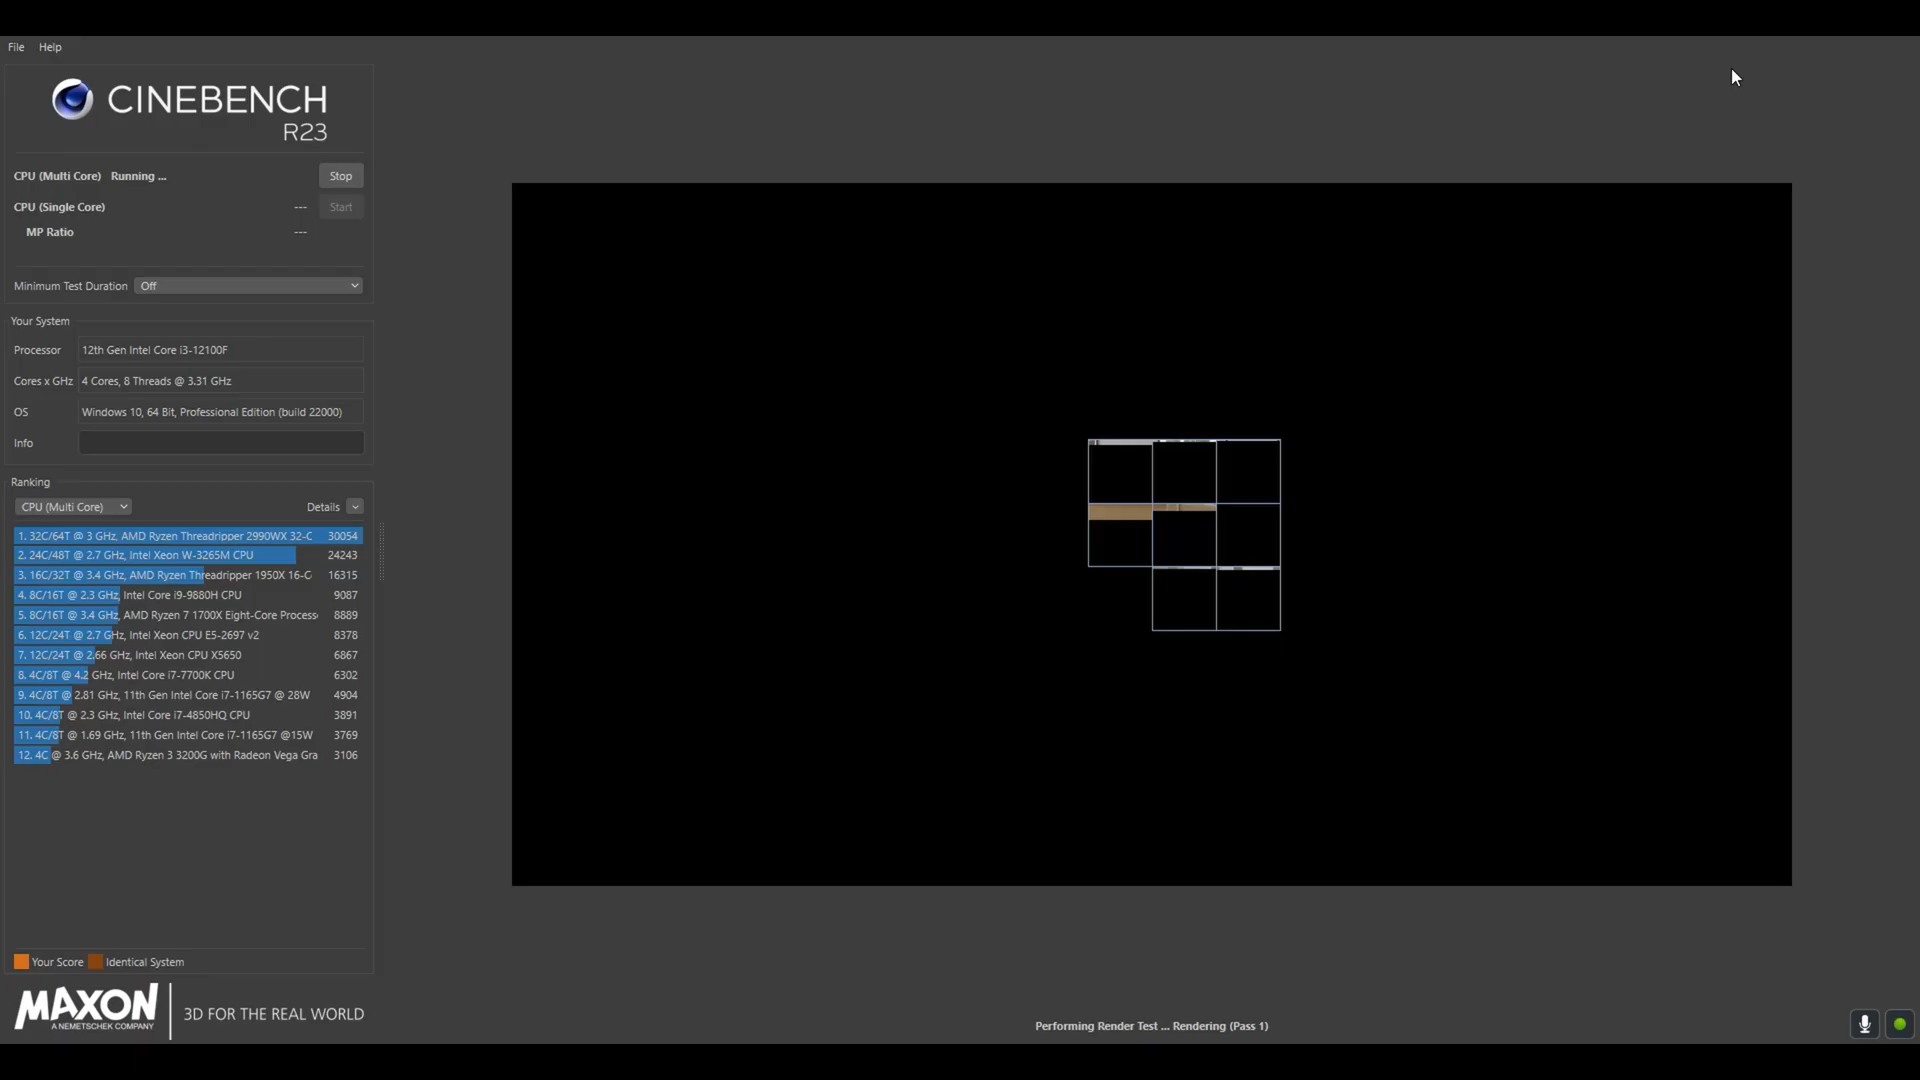 File Help
CINEBENCH
R23
CPU (Multi Core) Running ... Stop
CPU (Single Core) --- Start
MP Ratio ---
Minimum Test Duration Off
Your System
Processor 12th Gen Intel Core i3-12100F
Cores x GHz 4 Cores, 8 Threads @ 3.31 GHz
OS Windows 10, 64 Bit, Professional Edition (build 22000)
Info
Ranking
CPU (Multi Core) Details
1. 32C/64T @ 3 GHz, AMD Ryzen Threadripper 2990WX 32-C 30054
2. 24C/48T @ 2.7 GHz, Intel Xeon W-3265M CPU 24243
3. 16C/32T @ 3.4 GHz, AMD Ryzen Threadripper 1950X 16-C 16315
4. 8C/16T @ 2.3 GHz, Intel Core i9-9880H CPU 9087
5. 8C/16T @ 3.4 GHz, AMD Ryzen 7 1700X Eight-Core Process 8889
6. 12C/24T @ 2.7 GHz, Intel Xeon CPU E5-2697 v2 8378
7. 12C/24T @ 2.66 GHz, Intel Xeon CPU X5650 6867
8. 4C/8T @ 4.2 GHz, Intel Core i7-7700K CPU 6302
9. 4C/8T @ 2.81 GHz, 11th Gen Intel Core i7-1165G7 @ 28W 4904
10. 4C/8T @ 2.3 GHz, Intel Core i7-4850HQ CPU 3891
11. 4C/8T @ 1.69 GHz, 11th Gen Intel Core i7-1165G7 @15W 3769
12. 4C @ 3.6 GHz, AMD Ryzen 3 3200G with Radeon Vega Gra 3106
Your Score Identical System
MAXON
A NEMETSCHEK COMPANY
3D FOR THE REAL WORLD
Performing Render Test ... Rendering (Pass 1)